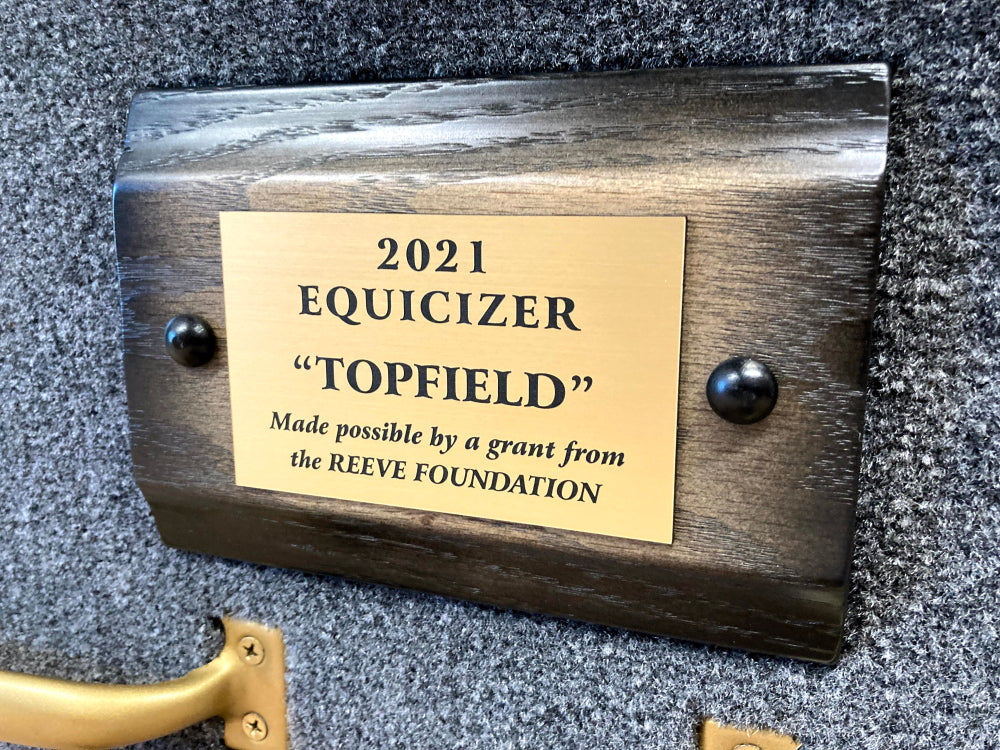 2021
EQUICIZER
“TOPFIELD”
Made possible by a grant from
the REEVE FOUNDATION